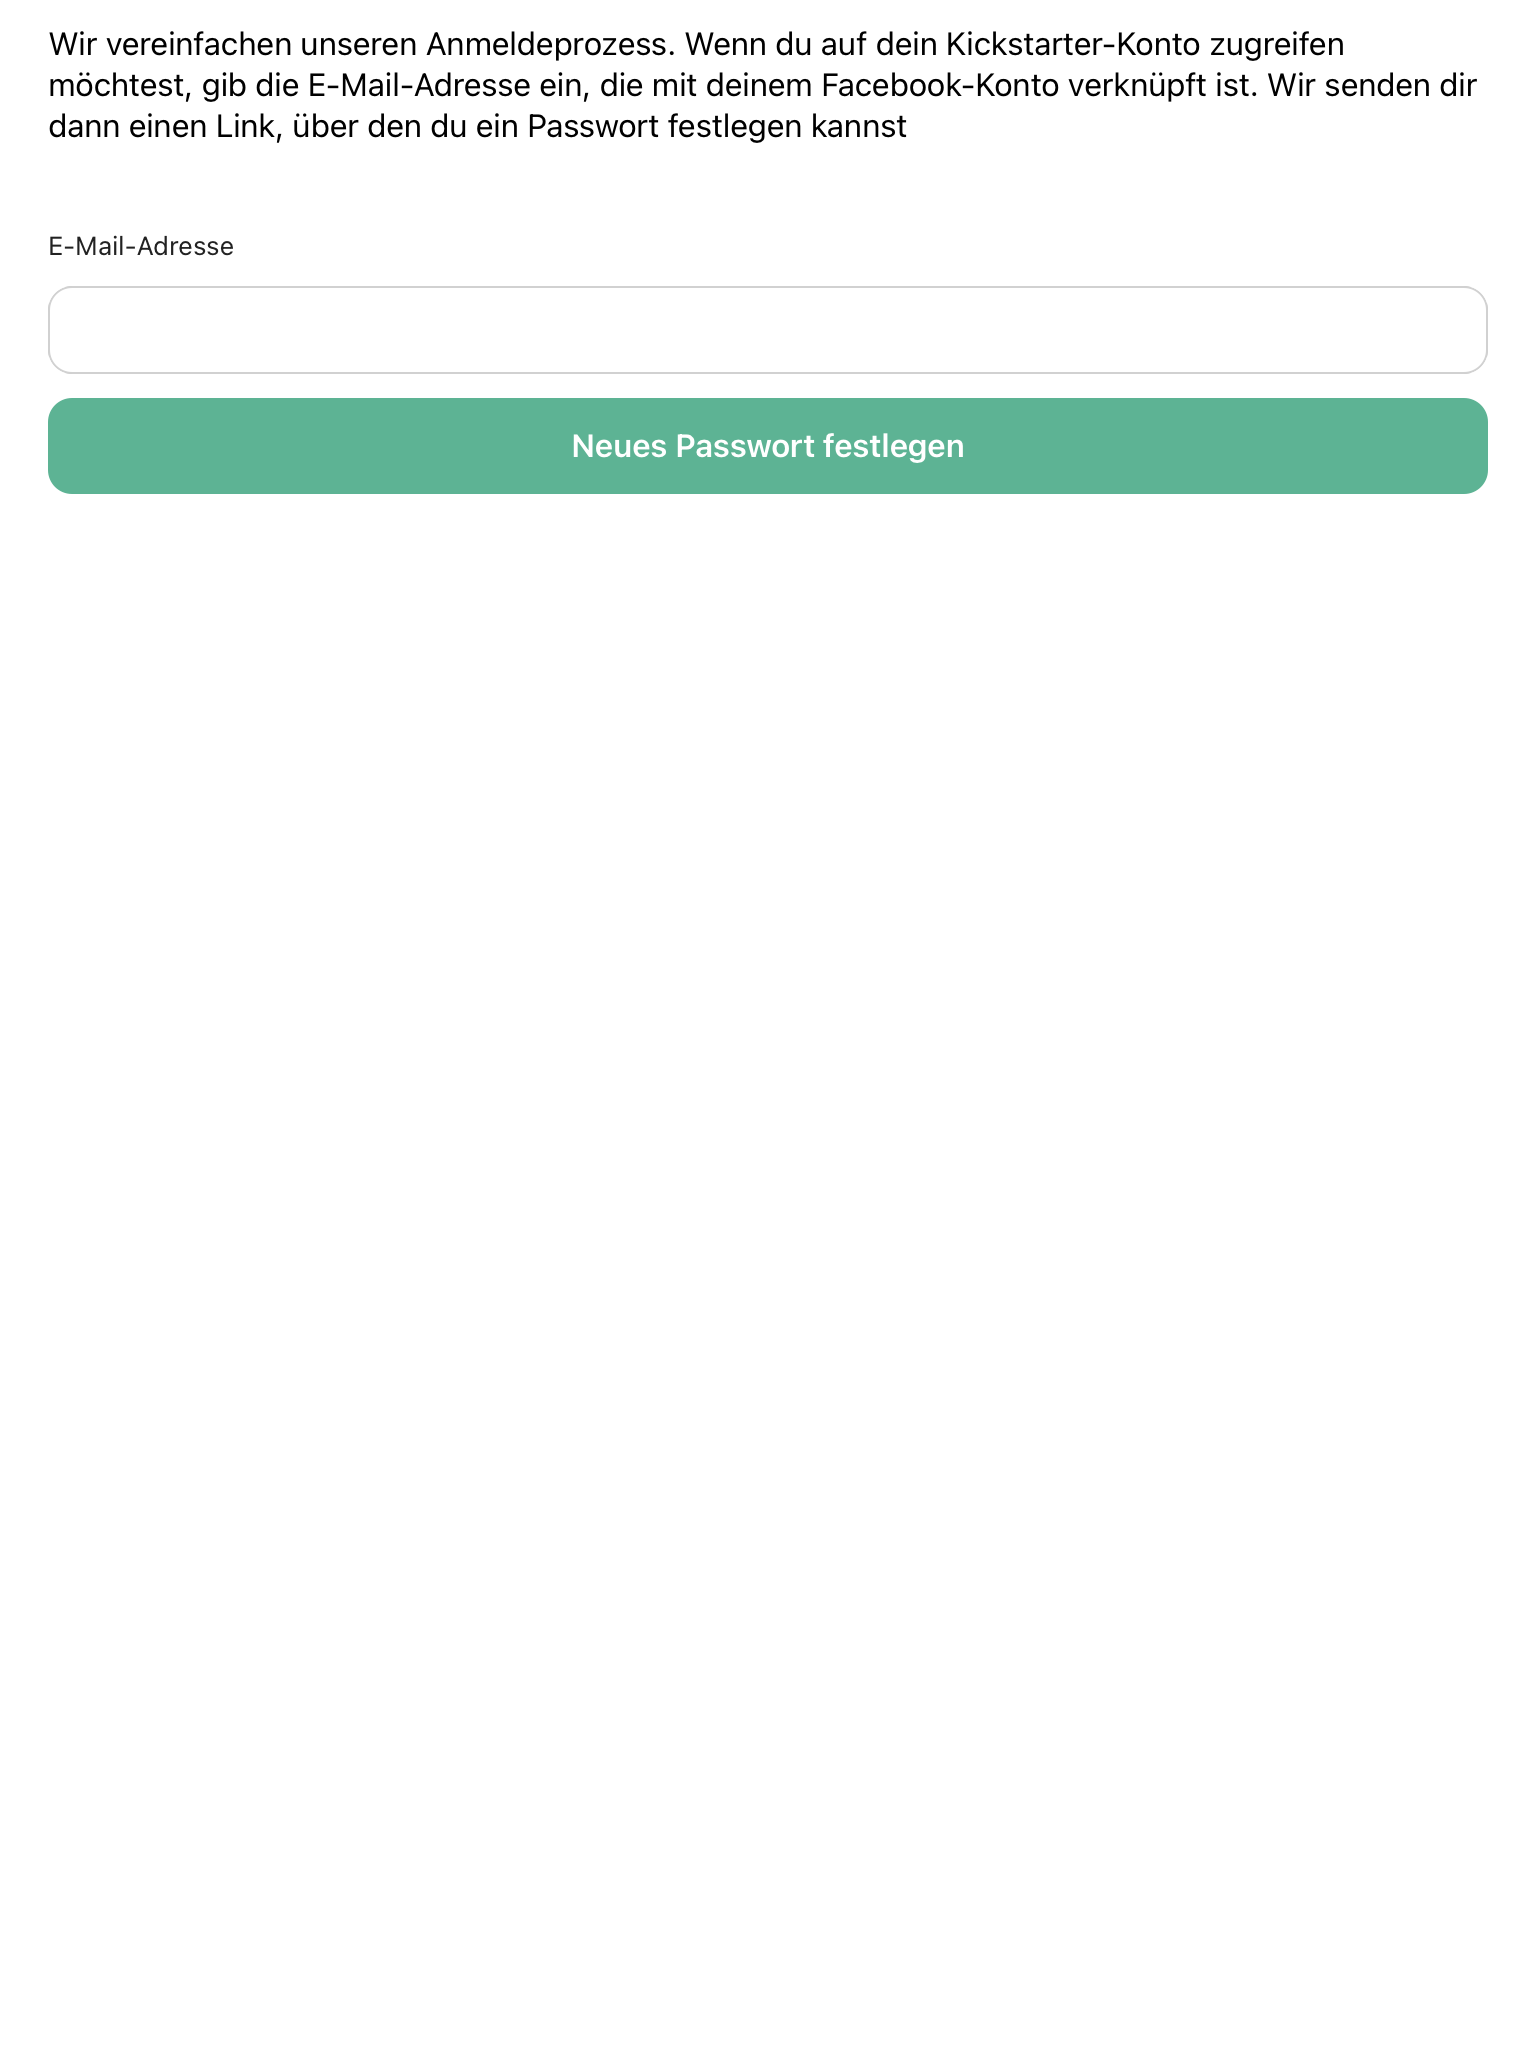 Wir vereinfachen unseren Anmeldeprozess. Wenn du auf dein Kickstarter-Konto zugreifen
möchtest, gib die E-Mail-Adresse ein, die mit deinem Facebook-Konto verknüpft ist. Wir senden dir
dann einen Link, über den du ein Passwort festlegen kannst
E-Mail-Adresse
Neues Passwort festlegen